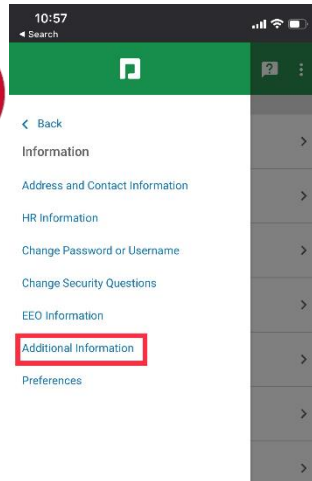 10:57
◄ Search
Back
Information
Address and Contact Information
HR Information
Change Password or Username
Change Security Questions
EEO Information
Additional Information
Preferences